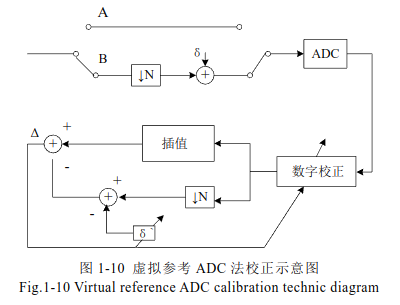 A
B
δ
↓N
+
ADC
Δ
+
+
插值
数字校正
-
+
+
↓N
-
δ`
图 1-10 虚拟参考 ADC 法校正示意图
Fig.1-10 Virtual reference ADC calibration technic diagram